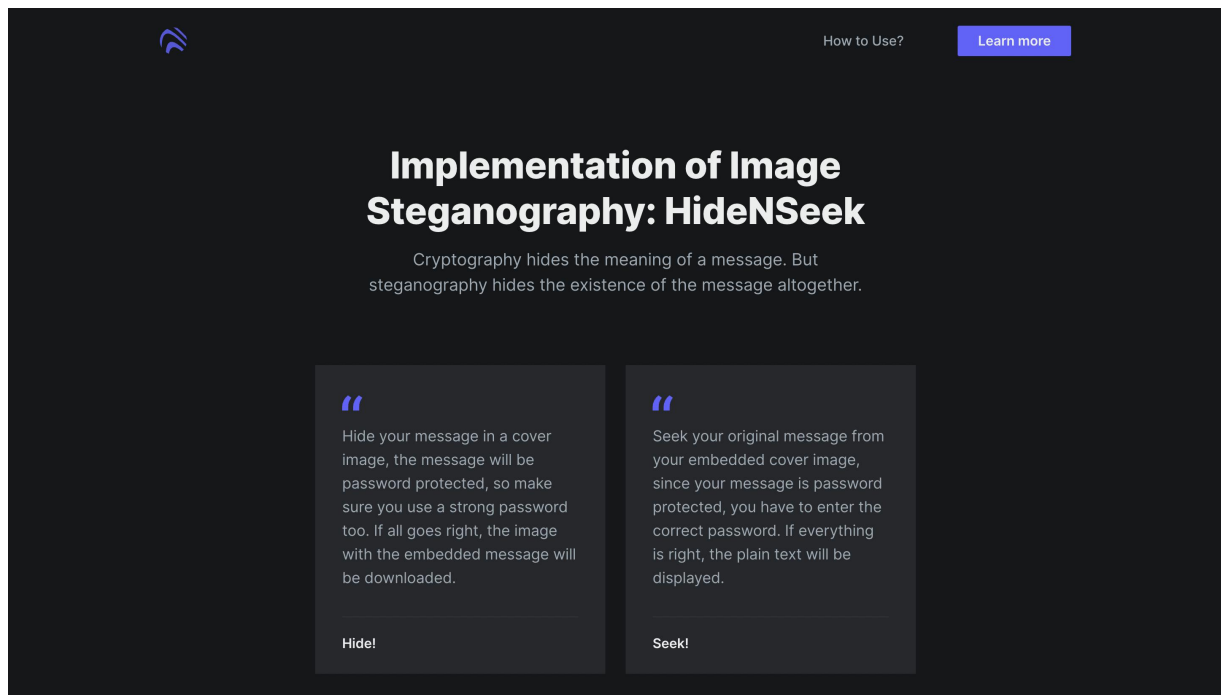 How to Use?
Learn more
Implementation of Image
Steganography: HideNSeek
Cryptography hides the meaning of a message. But
steganography hides the existence of the message altogether.
“
Hide your message in a cover
image, the message will be
password protected, so make
sure you use a strong password
too. If all goes right, the image
with the embedded message will
be downloaded.
Hide!
“
Seek your original message from
your embedded cover image,
since your message is password
protected, you have to enter the
correct password. If everything
is right, the plain text will be
displayed.
Seek!